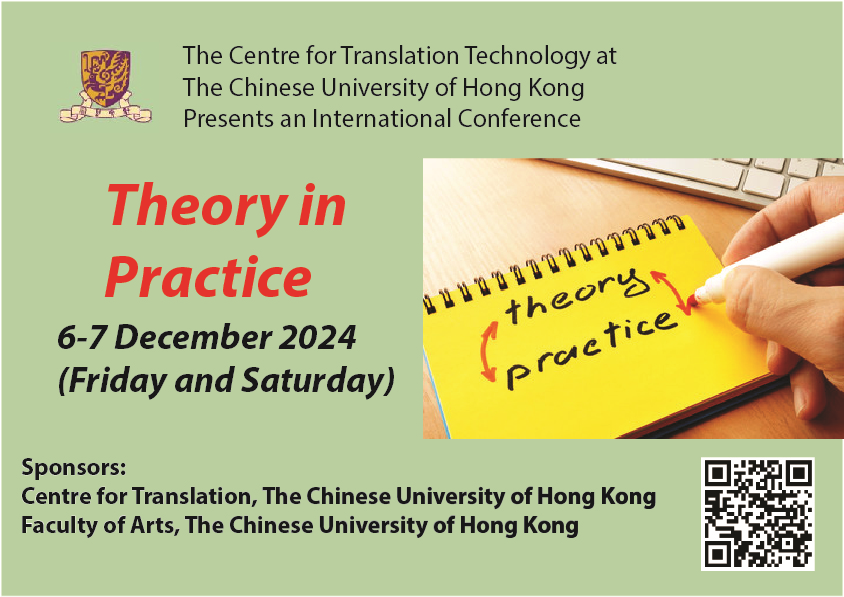 The Centre for Translation Technology at
The Chinese University of Hong Kong
Presents an International Conference
Theory in
Practice
6-7 December 2024
(Friday and Saturday)
theory
practice
Sponsors:
Centre for Translation, The Chinese University of Hong Kong
Faculty of Arts, The Chinese University of Hong Kong